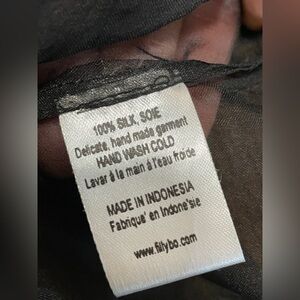 100% SILK, SOIE
Delicate, hand made garment
HAND WASH COLD
Lavar à la main à l'eau froide
MADE IN INDONESIA
Fabrique' en Indone'sie
www.fillybo.com